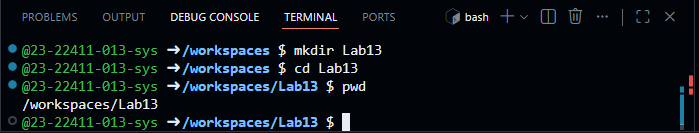 PROBLEMS OUTPUT DEBUG CONSOLE TERMINAL PORTS bash
@23-22411-013-sys ➜/workspaces $ mkdir Lab13
@23-22411-013-sys ➜/workspaces $ cd Lab13
@23-22411-013-sys ➜/workspaces/Lab13 $ pwd
/workspaces/Lab13
@23-22411-013-sys ➜/workspaces/Lab13 $